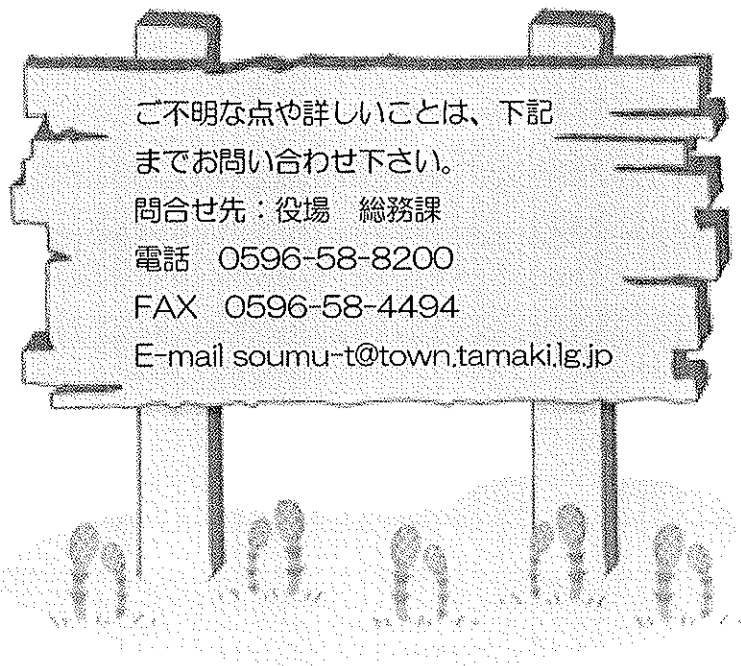 ご不明な点や詳しいことは、下記
までお問い合わせ下さい。
問合せ先：役場　総務課
電話　0596-58-8200
FAX　0596-58-4494
E-mail soumu-t@town.tamaki.lg.jp